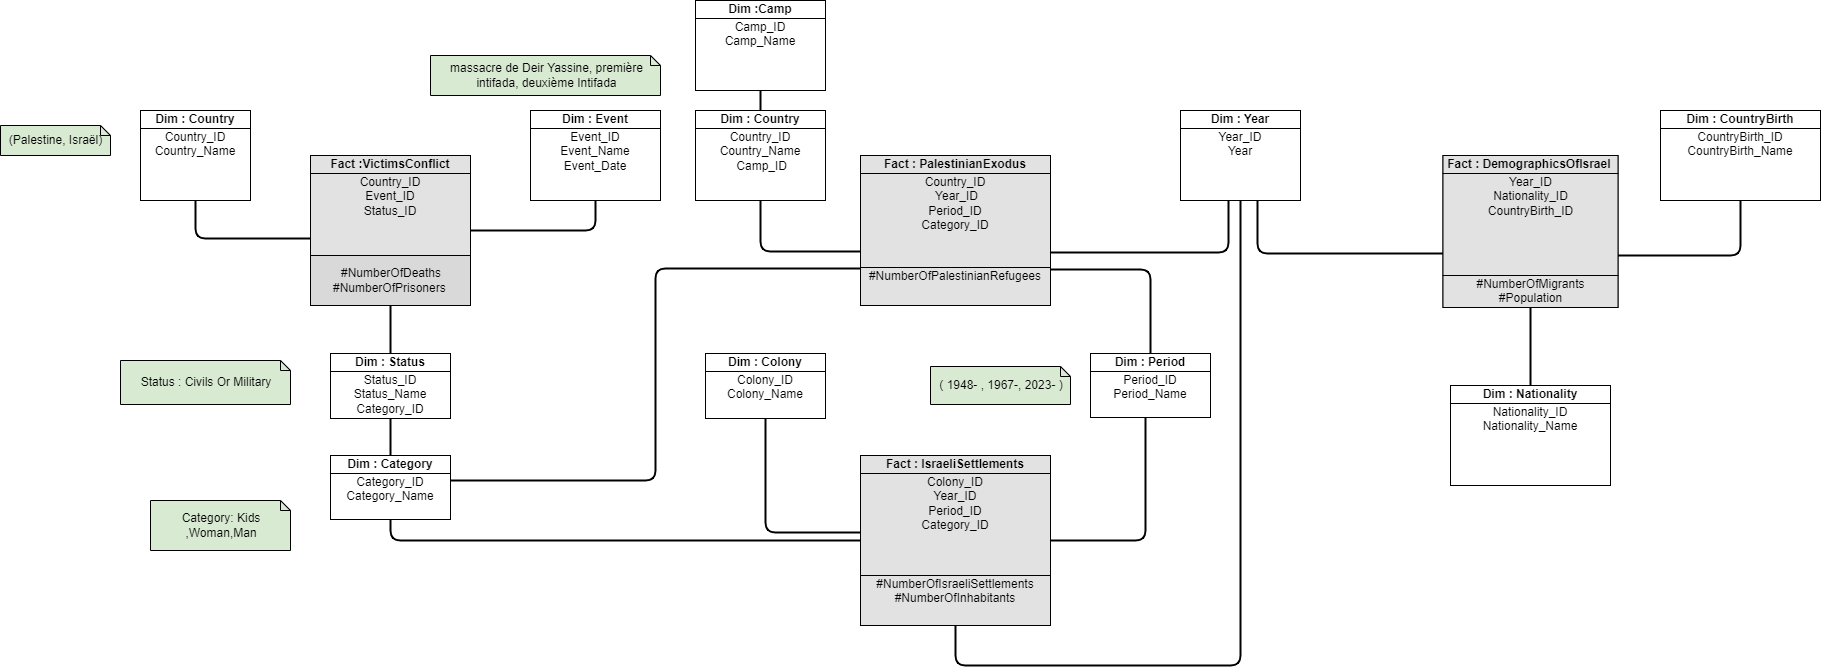 Dim :Camp
Camp_ID
Camp_Name
massacre de Deir Yassine, première
intifada, deuxième Intifada
(Palestine, Israël)
Dim : Country
Country_ID
Country_Name
Dim : Event
Event_ID
Event_Name
Event_Date
Fact :VictimsConflict
Country_ID
Event_ID
Status_ID
#NumberOfDeaths
#NumberOfPrisoners
Dim : Country
Country_ID
Country_Name
Camp_ID
Fact : PalestinianExodus
Country_ID
Year_ID
Period_ID
Category_ID
#NumberOfPalestinianRefugees
Dim : Year
Year_ID
Year
Fact : DemographicsOfIsrael
Year_ID
Nationality_ID
CountryBirth_ID
#NumberOfMigrants
#Population
Dim : CountryBirth
CountryBirth_ID
CountryBirth_Name
Status : Civils Or Military
Dim : Status
Status_ID
Status_Name
Category_ID
Dim : Colony
Colony_ID
Colony_Name
( 1948- , 1967-, 2023- )
Dim : Period
Period_ID
Period_Name
Dim : Nationality
Nationality_ID
Nationality_Name
Category: Kids
,Woman,Man
Dim : Category
Category_ID
Category_Name
Fact : IsraeliSettlements
Colony_ID
Year_ID
Period_ID
Category_ID
#NumberOfIsraeliSettlements
#NumberOfInhabitants